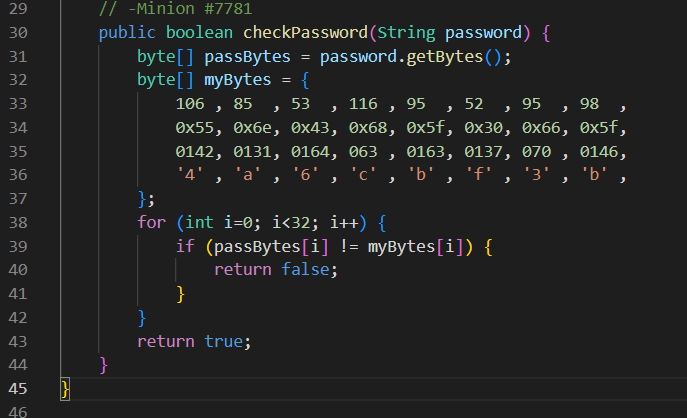 29 // -Minion #7781
30 public boolean checkPassword(String password) {
31 byte[] passBytes = password.getBytes();
32 byte[] myBytes = {
33 106 , 85 , 53 , 116 , 95 , 52 , 95 , 98 ,
34 0x55, 0x6e, 0x43, 0x68, 0x5f, 0x30, 0x66, 0x5f,
35 0142, 0131, 0164, 063 , 0163, 0137, 070 , 0146,
36 '4' , 'a' , '6' , 'c' , 'b' , 'f' , '3' , 'b' ,
37 };
38 for (int i=0; i<32; i++) {
39 if (passBytes[i] != myBytes[i]) {
40 return false;
41 }
42 }
43 return true;
44 }
45 }
46